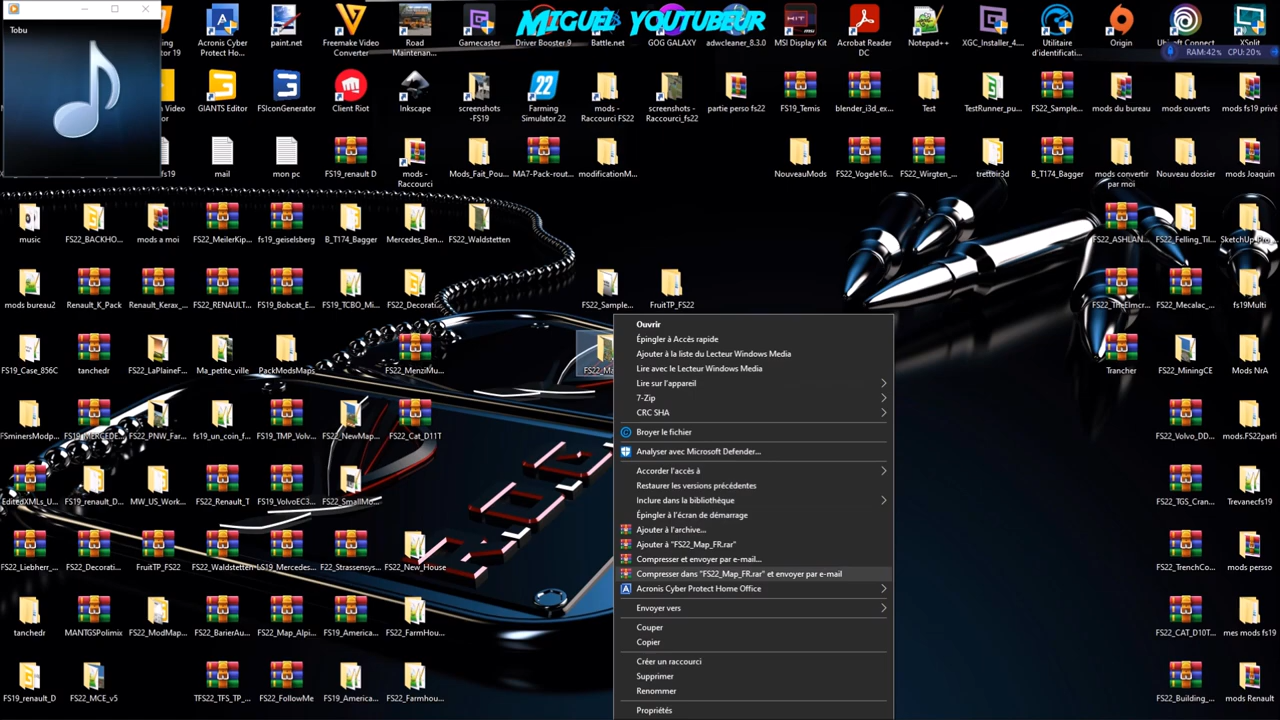 Tobu
MIGUEL YOUTUBEUR
Acronis Cyber
Protect Ho...
paint.net
Freemake Video
Converter
Road
Maintenan...
Gamecaster
Driver Booster 9
Battle.net
GOG GALAXY
adwcleaner_8.3.0
MSI Display Kit
Acrobat Reader
DC
Notepad++
XGC_Installer_4....
Utilitaire
d'identificati...
Origin
Ubisoft Connect
XSplit
RAM: 42%
CPU: 20%
GIANTS Editor
FSIconGenerator
Client Riot
Inkscape
screenshots
-FS19
Farming
Simulator 22
mods -
Raccourci FS22
screenshots -
Raccourci_fs22
partie perso fs22
FS19_Temis
blender_i3d_ex...
Test
TestRunner_pu...
FS22_Sample...
mods du bureau
mods ouverts
mods fs19 privé
mail
mon pc
FS19_renault D
mods -
Raccourci
Mods_Fait_Pou...
MA7-Pack-rout...
modificationM...
NouveauMods
FS22_Vogele16...
FS22_Wirgten_...
trettoir3d
B_T174_Bagger
mods convertir
par moi
Nouveau dossier
mods Joaquin
music
FS22_BACKHO...
mods a moi
FS22_MeilerKip...
fs19_geiselsberg
B_T174_Bagger
Mercedes_Ben...
FS22_Waldstetten
FS22_ASHLAN...
FS22_Felling_Til...
SketchUp_Pro_...
mods bureau2
Renault_K_Pack
Renault_Kerax_...
FS22_RENAULT...
FS19_Bobcat_E...
FS19_TCBO_Mi...
FS22_Decorati...
FS22_Sample...
FruitTP_FS22
FS22_TheElmcr...
FS22_Mecalac_...
fs19Multi
FS19_Case_856C
tanchedr
FS22_LaPlaineF...
Ma_petite_ville
PackModsMaps
FS22_MenziMu...
FS22_Ma
Trancher
FS22_MiningCE
Mods NrA
Ouvrir
Épingler à Accès rapide
Ajouter à la liste du Lecteur Windows Media
Lire avec le Lecteur Windows Media
Lire sur l'appareil
7-Zip
CRC SHA
Broyer le fichier
Analyser avec Microsoft Defender...
Accorder l'accès à
Restaurer les versions précédentes
Inclure dans la bibliothèque
Épingler à l'écran de démarrage
Ajouter à l'archive...
Ajouter à "FS22_Map_FR.rar"
Compresser et envoyer par e-mail...
Compresser dans "FS22_Map_FR.rar" et envoyer par e-mail
Acronis Cyber Protect Home Office
Envoyer vers
Couper
Copier
Créer un raccourci
Supprimer
Renommer
Propriétés
FSminersModp...
FS19_MERCEDE...
FS22_PNW_Far...
fs19_un_coin_f...
FS19_TMP_Volv...
FS22_NewMap...
FS22_Cat_D11T
FS22_Volvo_DD...
mods.FS22parti
EditedXMLs_U...
FS19_renault_D...
MW_US_Work...
FS22_Renault_T
FS19_VolvoEC3...
FS22_SmallMo...
FS22_TGS_Cran...
Trevanecfs19
FS22_Liebherr_...
FS22_Decorati...
FruitTP_FS22
FS22_Waldstetten
FS19_Mercedes...
F22_Strassensys...
FS22_New_House
FS22_TrenchCo...
mods persso
tanchedr
MANTGSPolimix
FS22_ModMap...
FS22_BarierAu...
FS22_Map_Alpi...
FS19_America...
FS22_FarmHou...
FS22_CAT_D10T...
mes mods fs19
FS19_renault_D
FS22_MCE_v5
TFS22_TFS_TP_...
FS22_FollowMe
FS19_America...
FS22_Farmhou...
FS22_Building_...
mods Renault